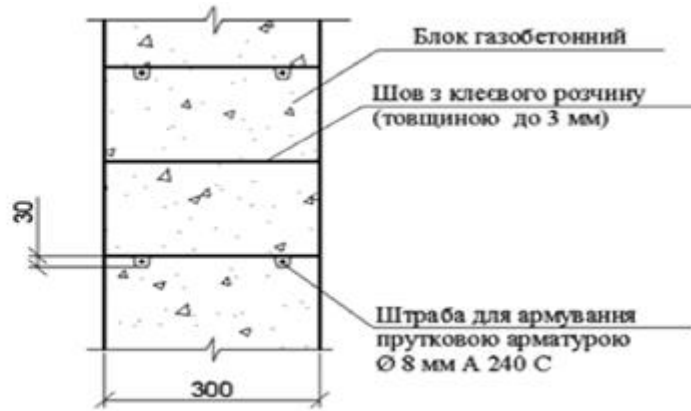 Блок газобетонний
Шов з клеєвого розчину
(товщиною до 3 мм)
30
Штраба для армування
прутковою арматурою
Ø 8 мм А 240 С
300